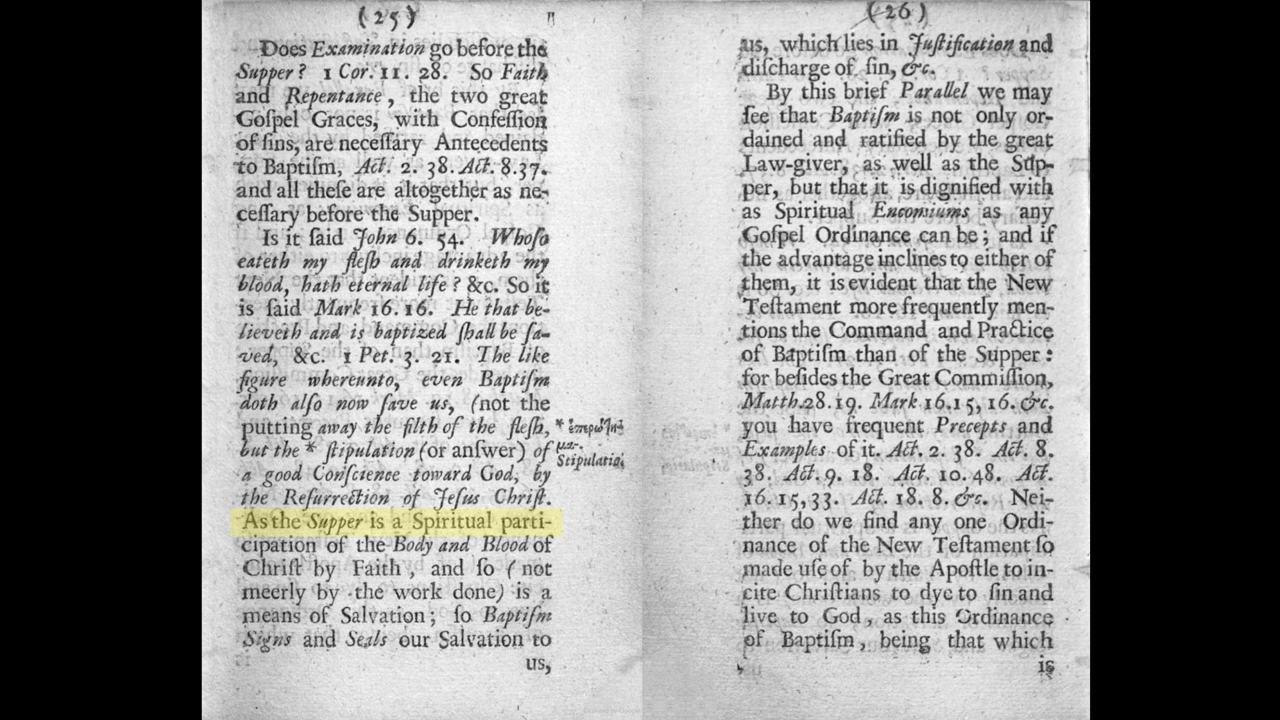 (25)
Does Examination go before the
Supper? 1 Cor. 11. 28. So Faith
and Repentance, the two great
Goſpel Graces, with Confeſſion
of ſins, are neceſſary Antecedents
to Baptiſm, Act. 2. 38. Act. 8.37.
and all theſe are altogether as ne-
ceſſary before the Supper.
Is it ſaid John 6. 54. Whoſo
eateth my fleſh and drinketh my
blood, hath eternal life? &c. So it
is ſaid Mark 16. 16. He that be-
lieveth and is baptized ſhall be ſa-
ved, &c. 1 Pet. 3. 21. The like
figure whereunto, even Baptiſm
doth alſo now ſave us, (not the
putting away the filth of the fleſh,
but the * ſtipulation (or anſwer) of
a good Conſcience toward God, by
the Reſurrection of Jeſus Chriſt.
As the Supper is a Spiritual parti-
cipation of the Body and Blood of
Chriſt by Faith, and ſo (not
meerly by the work done) is a
means of Salvation; ſo Baptiſm
Signs and Seals our Salvation to
us,
*
Stipulatio,
(26)
us, which lies in Juſtification and
diſcharge of ſin, &c.
By this brief Parallel we may
ſee that Baptiſm is not only or-
dained and ratified by the great
Law-giver, as well as the Sup-
per, but that it is dignified with
as Spiritual Encomiums as any
Goſpel Ordinance can be; and if
the advantage inclines to either of
them, it is evident that the New
Teſtament more frequently men-
tions the Command and Practice
of Baptiſm than of the Supper:
for beſides the Great Commiſſion,
Matth.28. 19. Mark 16.15, 16. &c.
you have frequent Precepts and
Examples of it. Act. 2. 38. Act. 8.
38. Act. 9. 18. Act. 10. 48. Act.
16. 15,33. Act. 18. 8. &c. Nei-
ther do we find any one Ordi-
nance of the New Teſtament ſo
made uſe of by the Apoſtle to in-
cite Chriſtians to dye to ſin and
live to God, as this Ordinance
of Baptiſm, being that which
is